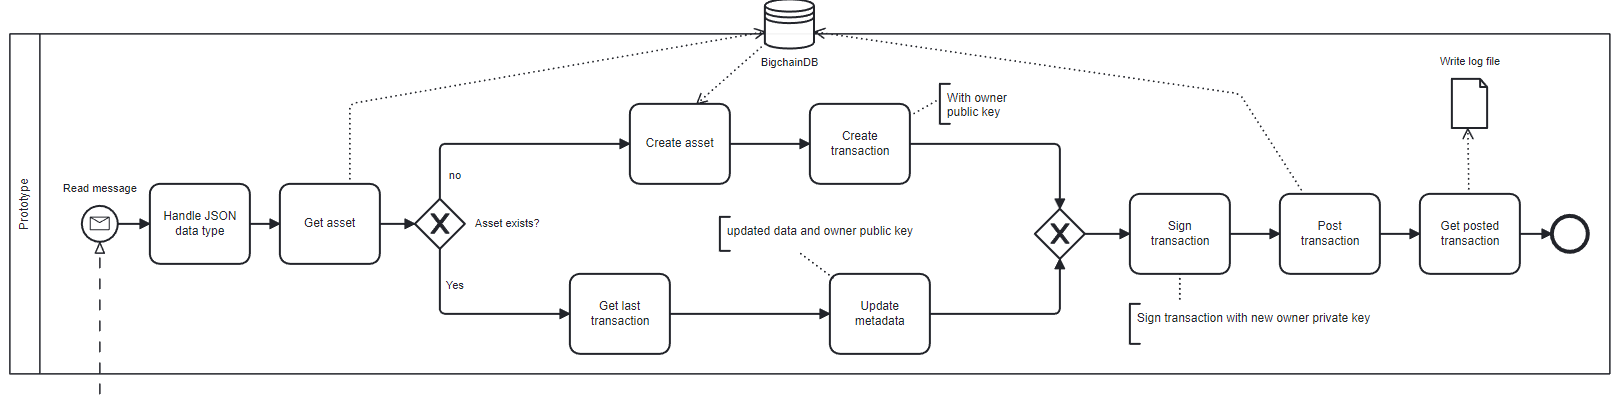 BigchainDB
Write log file
With owner
public key
Create asset
Create
transaction
no
Prototype
Read message
Handle JSON
data type
Get asset
Asset exists?
updated data and owner public key
Sign
transaction
Post
transaction
Get posted
transaction
Yes
Get last
transaction
Update
metadata
Sign transaction with new owner private key